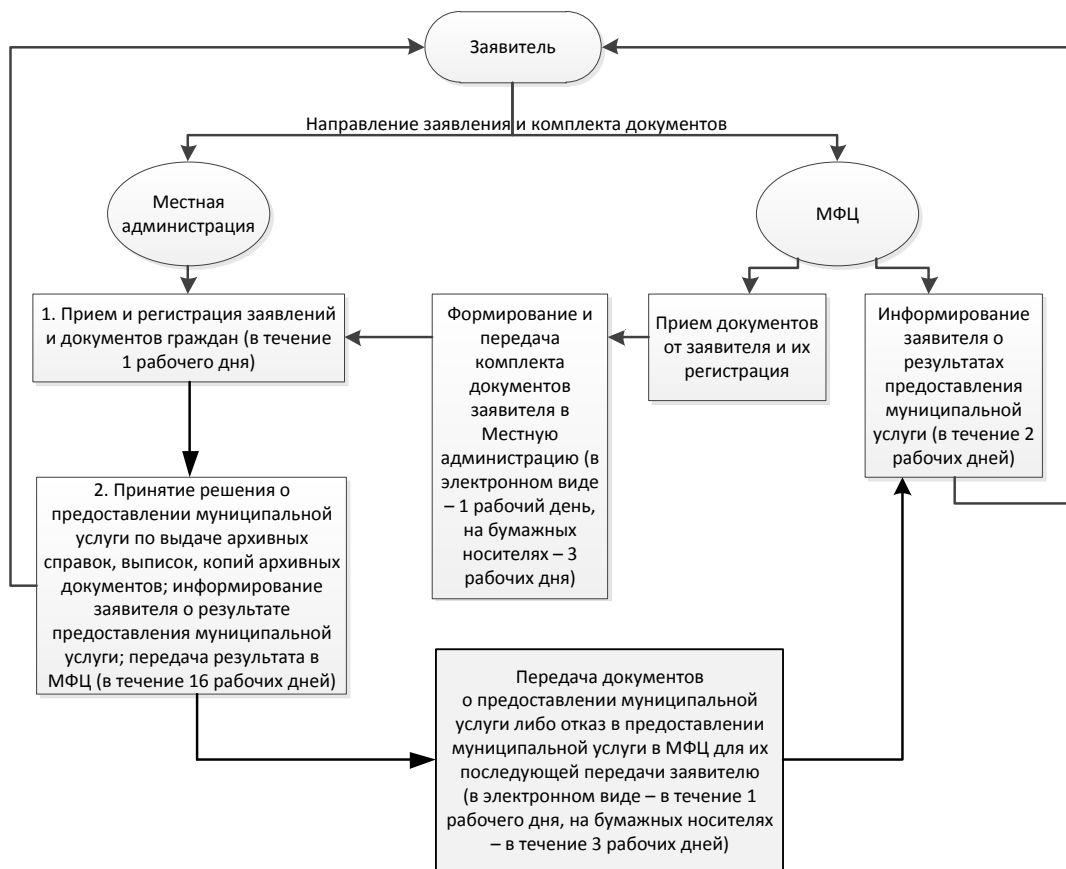 Заявитель
Направление заявления и комплекта документов
Местная
администрация
МФЦ
1. Прием и регистрация заявлений
и документов граждан (в течение
1 рабочего дня)
Формирование и
передача
комплекта
документов
заявителя в
Местную
администрацию (в
электронном виде
– 1 рабочий день,
на бумажных
носителях – 3
рабочих дня)
Прием документов
от заявителя и их
регистрация
Информирование
заявителя о
результатах
предоставления
муниципальной
услуги (в течение 2
рабочих дней)
2. Принятие решения о
предоставлении муниципальной
услуги по выдаче архивных
справок, выписок, копий архивных
документов; информирование
заявителя о результате
предоставления муниципальной
услуги; передача результата в
МФЦ (в течение 16 рабочих дней)
Передача документов
о предоставлении муниципальной
услуги либо отказ в предоставлении
муниципальной услуги в МФЦ для их
последующей передачи заявителю
(в электронном виде – в течение 1
рабочего дня, на бумажных носителях
– в течение 3 рабочих дней)